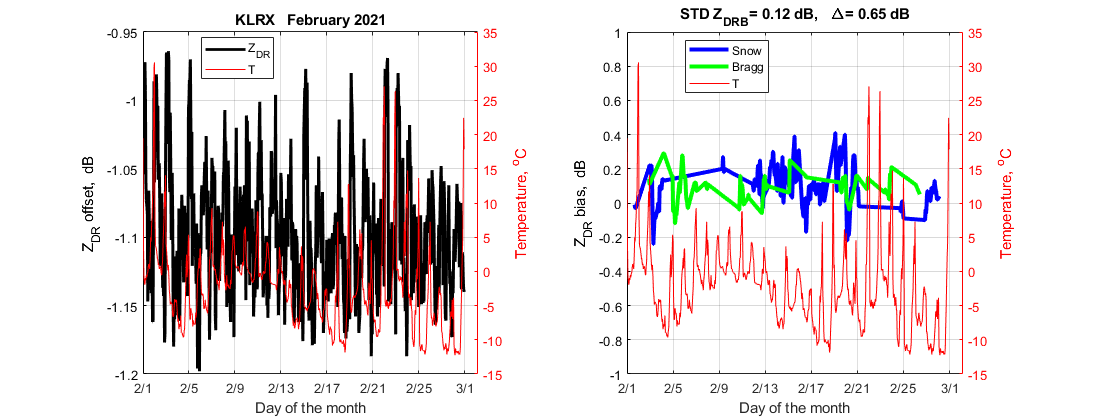 KLRX   February 2021
-0.95
-1
-1.05
-1.1
-1.15
-1.2
Z_DR offset,  dB
Z_DR
T
35
30
25
20
15
10
5
0
-5
-10
-15
Temperature, °C
2/1 2/5 2/9 2/13 2/17 2/21 2/25 3/1
Day of the month
STD Z_DRB = 0.12 dB,   Δ= 0.65 dB
1
0.8
0.6
0.4
0.2
0
-0.2
-0.4
-0.6
-0.8
-1
Z_DR bias,  dB
Snow
Bragg
T
35
30
25
20
15
10
5
0
-5
-10
-15
Temperature, °C
2/1 2/5 2/9 2/13 2/17 2/21 2/25 3/1
Day of the month